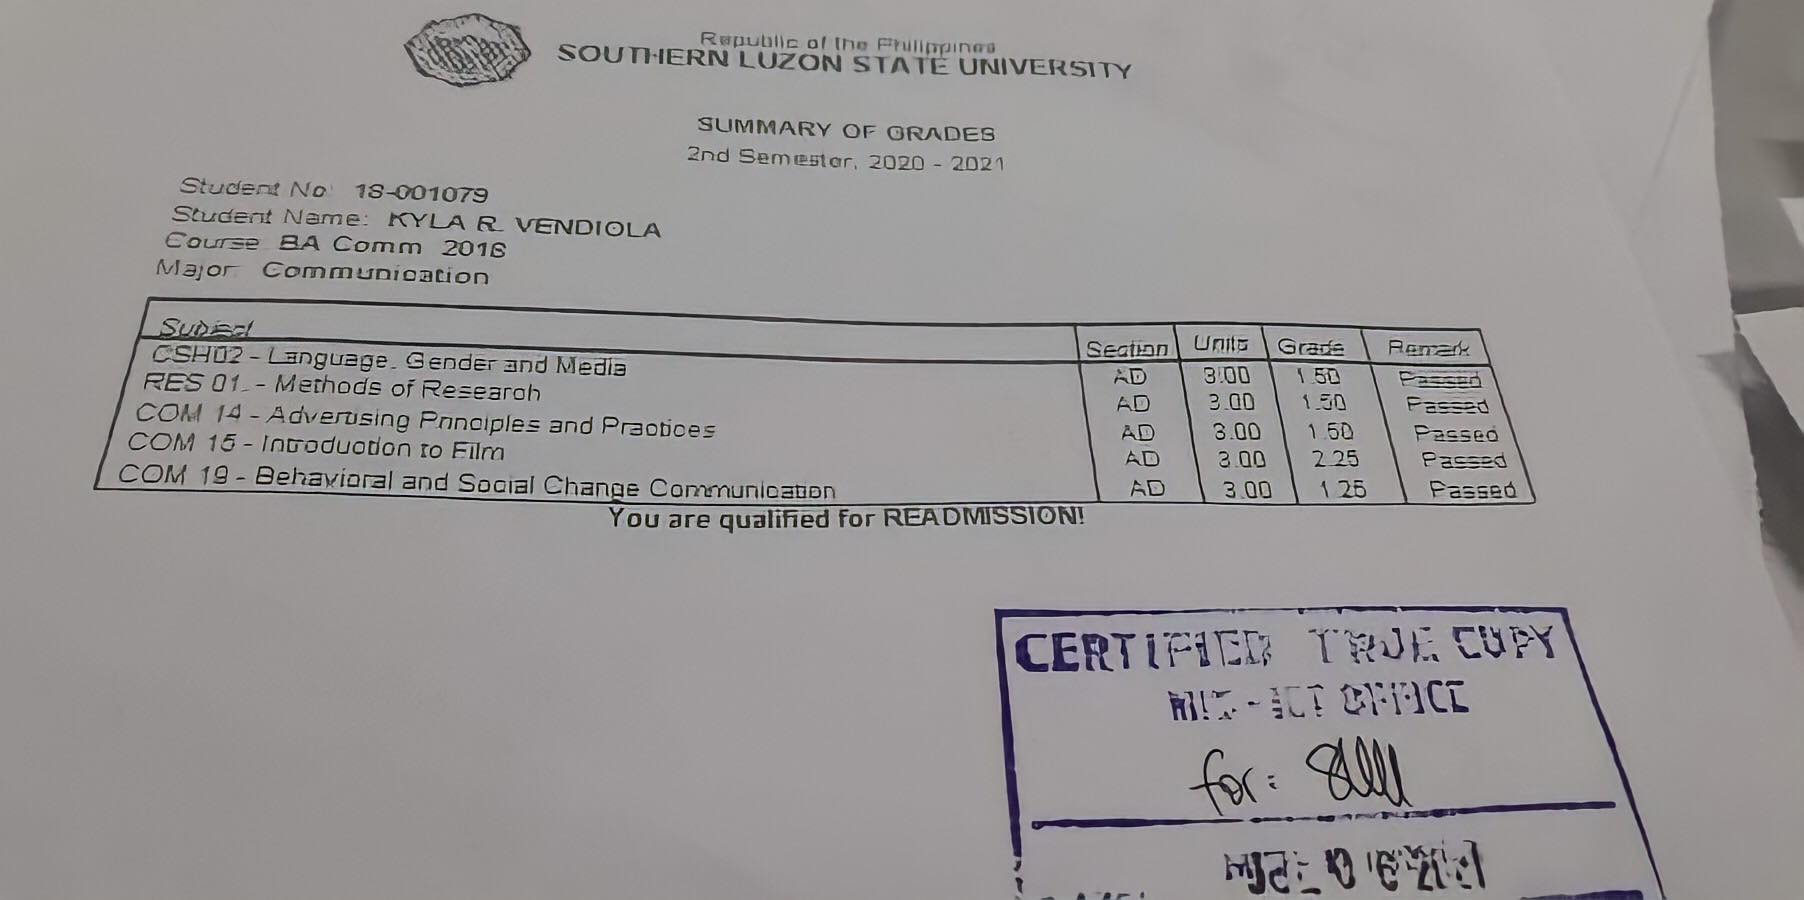 Republic of the Philippines
SOUTHERN LUZON STATE UNIVERSITY
SUMMARY OF GRADES
2nd Semester, 2020 - 2021
Student No: 18-001079
Student Name: KYLA R. VENDIOLA
Course BA Comm 2018
Major Communication
Subject Section Units Grade Remark
CSH02 - Language, Gender and Media AD 3.00 1.50 Passed
RES 01 - Methods of Research AD 3.00 1.50 Passed
COM 14 - Advertising Principles and Practices AD 3.00 1.50 Passed
COM 15 - Introduction to Film AD 3.00 2.25 Passed
COM 19 - Behavioral and Social Change Communication AD 3.00 1.25 Passed
You are qualified for READMISSION!
CERTIFIED TRUE COPY
MIS - ICT OFFICE
for: